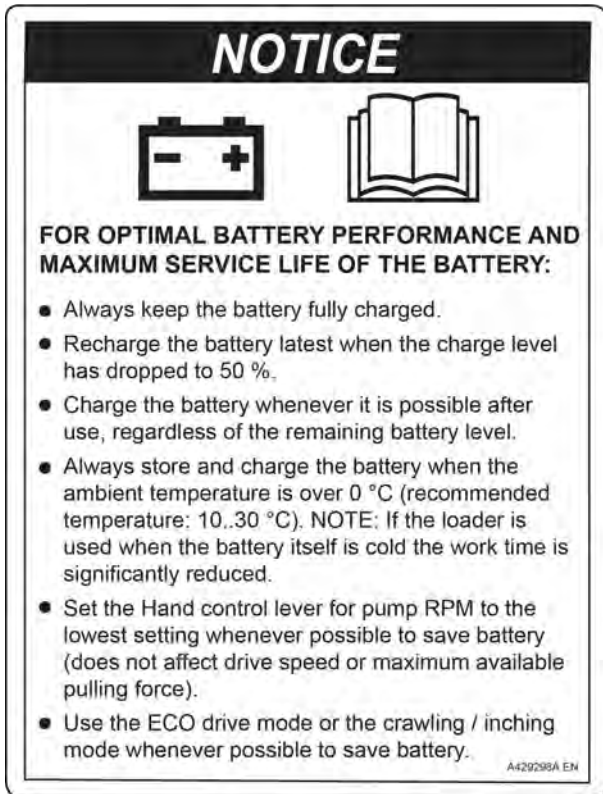 NOTICE
FOR OPTIMAL BATTERY PERFORMANCE AND
MAXIMUM SERVICE LIFE OF THE BATTERY:
● Always keep the battery fully charged.
● Recharge the battery latest when the charge level
has dropped to 50 %.
● Charge the battery whenever it is possible after
use, regardless of the remaining battery level.
● Always store and charge the battery when the
ambient temperature is over 0 °C (recommended
temperature: 10..30 °C). NOTE: If the loader is
used when the battery itself is cold the work time is
significantly reduced.
● Set the Hand control lever for pump RPM to the
lowest setting whenever possible to save battery
(does not affect drive speed or maximum available
pulling force).
● Use the ECO drive mode or the crawling / inching
mode whenever possible to save battery.
A429298A EN